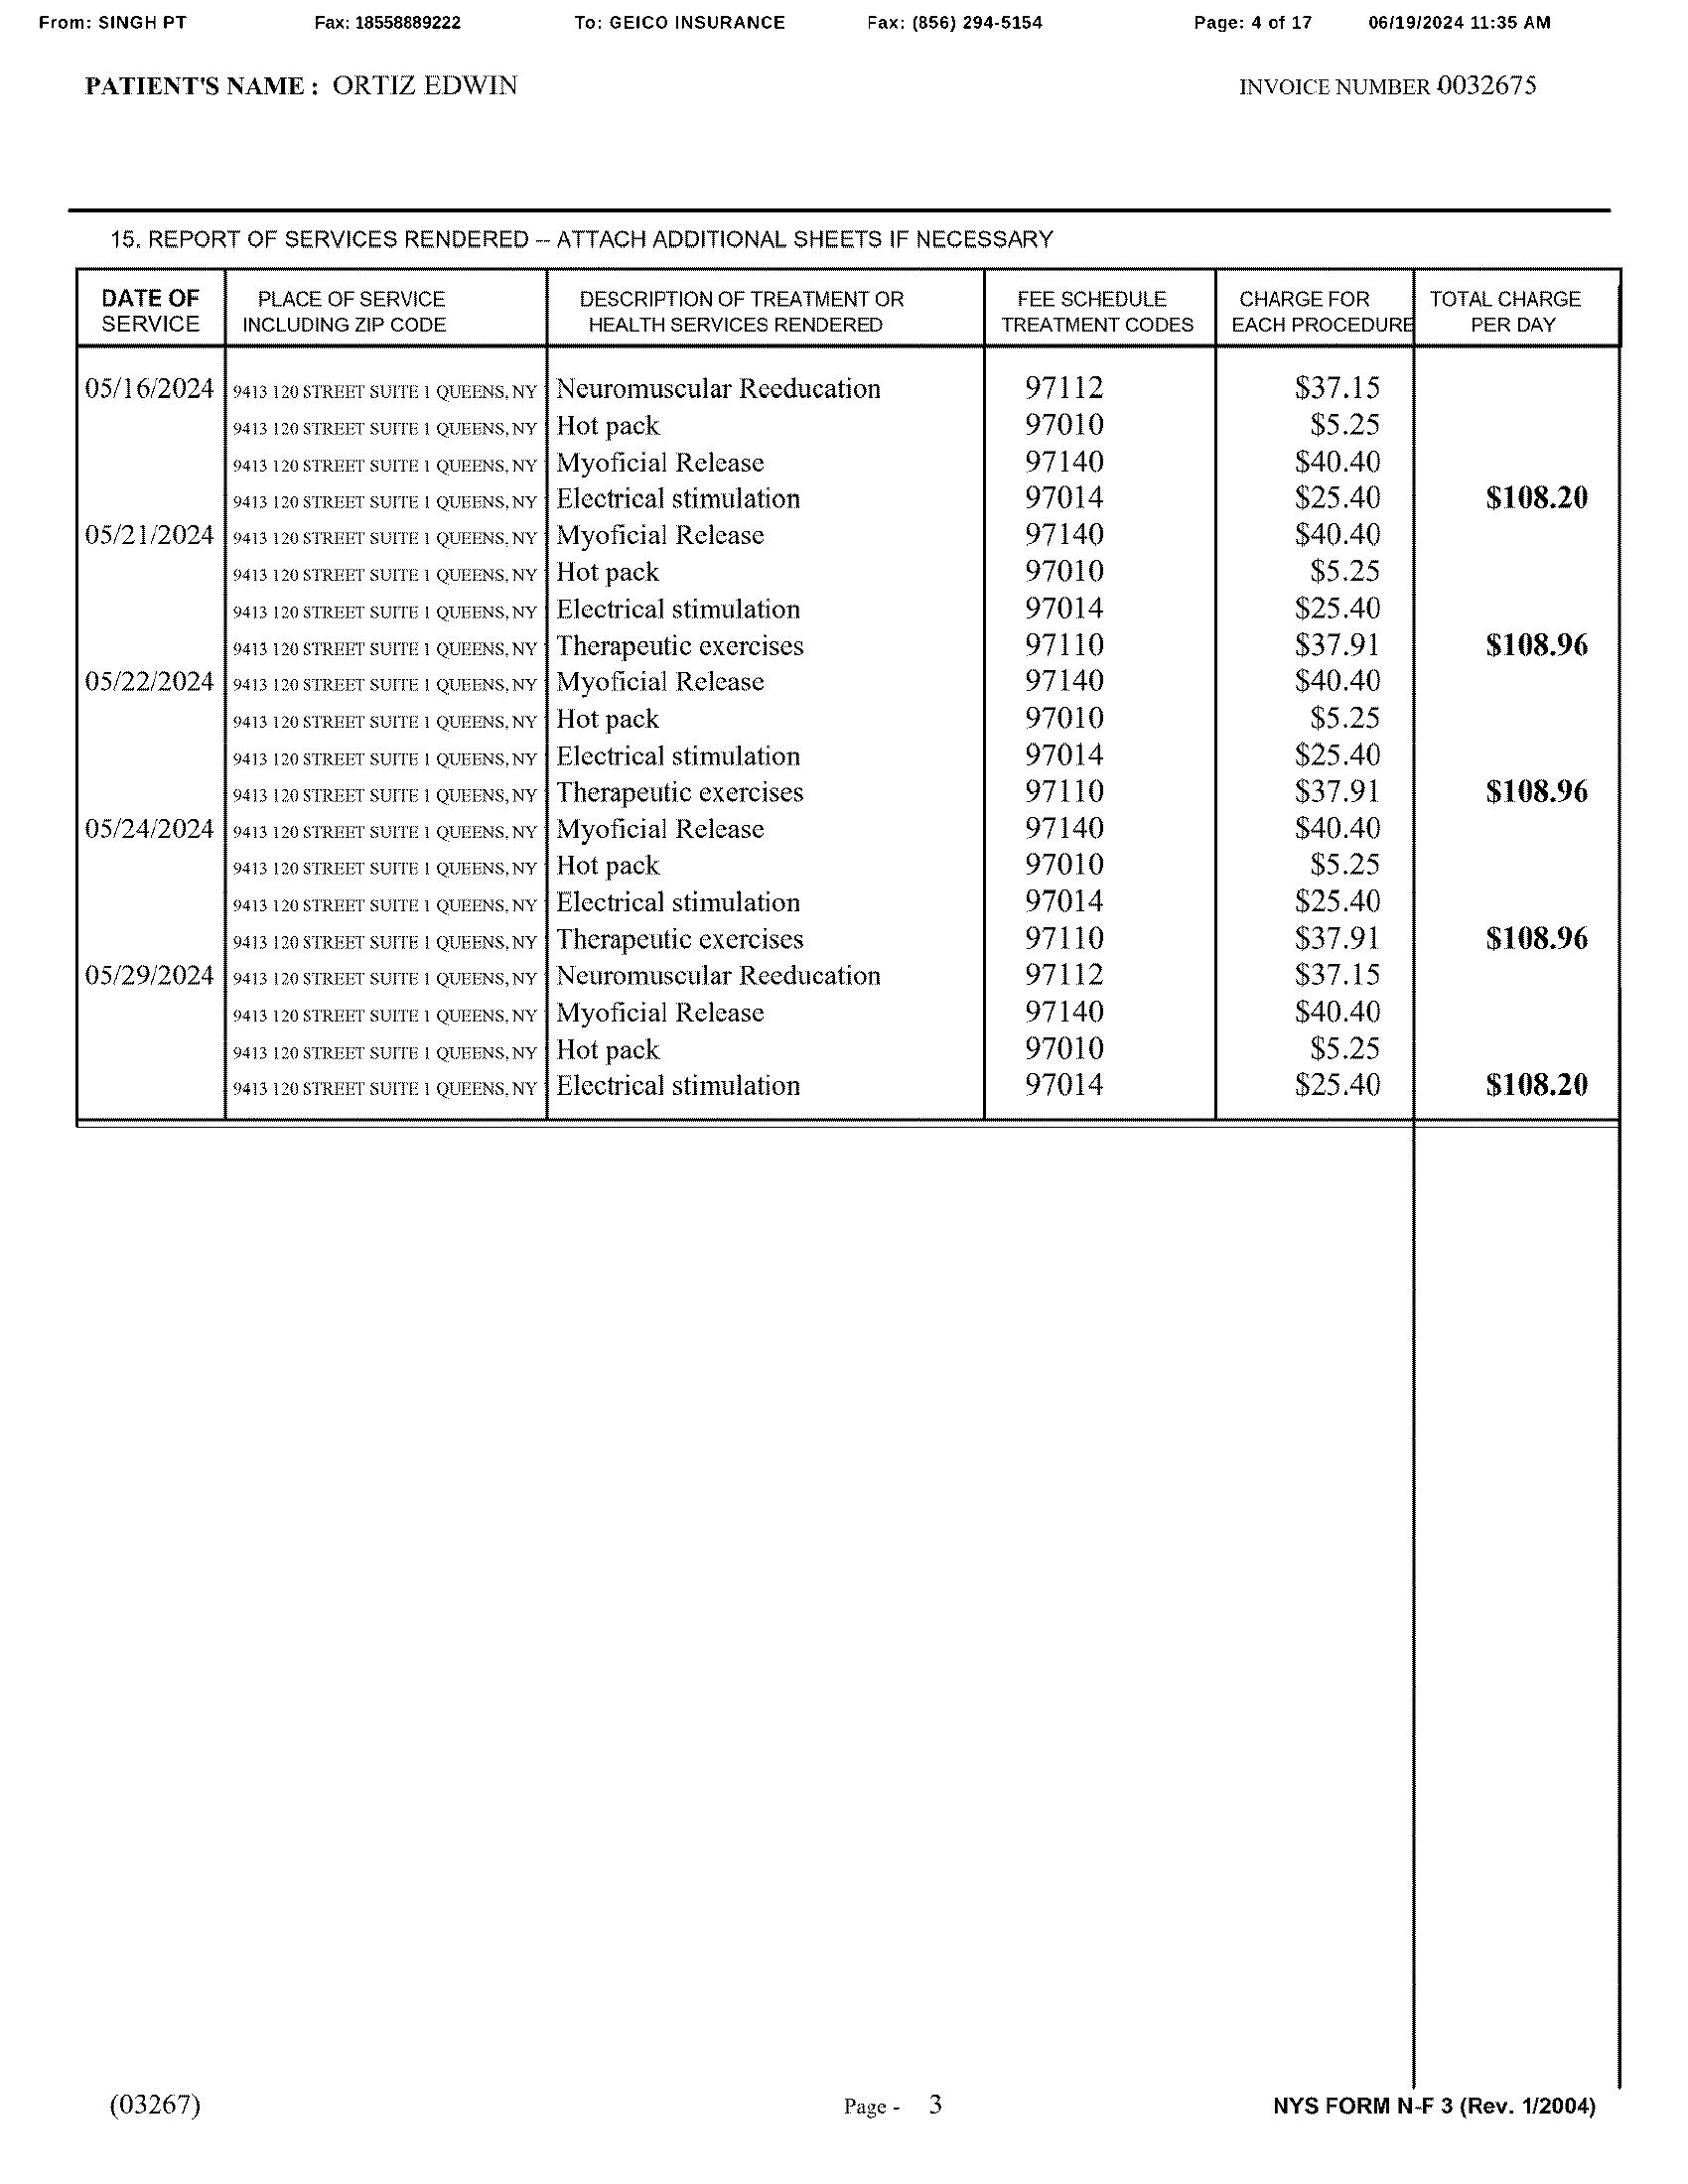 From: SINGH PT Fax: 18558889222 To: GEICO INSURANCE Fax: (856) 294-5154 Page: 4 of 17 06/19/2024 11:35 AM
PATIENT'S NAME : ORTIZ EDWIN INVOICE NUMBER 0032675
15. REPORT OF SERVICES RENDERED -- ATTACH ADDITIONAL SHEETS IF NECESSARY
DATE OF PLACE OF SERVICE DESCRIPTION OF TREATMENT OR FEE SCHEDULE CHARGE FOR TOTAL CHARGE
SERVICE INCLUDING ZIP CODE HEALTH SERVICES RENDERED TREATMENT CODES EACH PROCEDURE PER DAY
05/16/2024 9413 120 STREET SUITE 1 QUEENS, NY Neuromuscular Reeducation 97112 $37.15
9413 120 STREET SUITE 1 QUEENS, NY Hot pack 97010 $5.25
9413 120 STREET SUITE 1 QUEENS, NY Myoficial Release 97140 $40.40
9413 120 STREET SUITE 1 QUEENS, NY Electrical stimulation 97014 $25.40 $108.20
05/21/2024 9413 120 STREET SUITE 1 QUEENS, NY Myoficial Release 97140 $40.40
9413 120 STREET SUITE 1 QUEENS, NY Hot pack 97010 $5.25
9413 120 STREET SUITE 1 QUEENS, NY Electrical stimulation 97014 $25.40
9413 120 STREET SUITE 1 QUEENS, NY Therapeutic exercises 97110 $37.91 $108.96
05/22/2024 9413 120 STREET SUITE 1 QUEENS, NY Myoficial Release 97140 $40.40
9413 120 STREET SUITE 1 QUEENS, NY Hot pack 97010 $5.25
9413 120 STREET SUITE 1 QUEENS, NY Electrical stimulation 97014 $25.40
9413 120 STREET SUITE 1 QUEENS, NY Therapeutic exercises 97110 $37.91 $108.96
05/24/2024 9413 120 STREET SUITE 1 QUEENS, NY Myoficial Release 97140 $40.40
9413 120 STREET SUITE 1 QUEENS, NY Hot pack 97010 $5.25
9413 120 STREET SUITE 1 QUEENS, NY Electrical stimulation 97014 $25.40
9413 120 STREET SUITE 1 QUEENS, NY Therapeutic exercises 97110 $37.91 $108.96
05/29/2024 9413 120 STREET SUITE 1 QUEENS, NY Neuromuscular Reeducation 97112 $37.15
9413 120 STREET SUITE 1 QUEENS, NY Myoficial Release 97140 $40.40
9413 120 STREET SUITE 1 QUEENS, NY Hot pack 97010 $5.25
9413 120 STREET SUITE 1 QUEENS, NY Electrical stimulation 97014 $25.40 $108.20
(03267) Page - 3 NYS FORM N-F 3 (Rev. 1/2004)